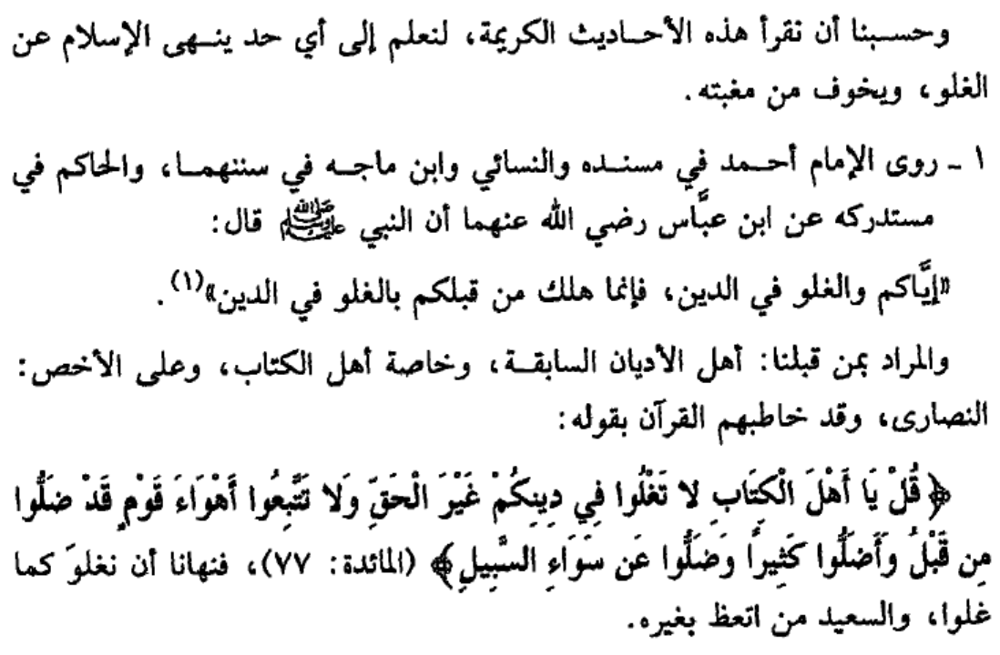 وحسبنا أن نقرأ هذه الأحاديث الكريمة، لنعلم إلى أي حد ينهى الإسلام عن
الغلو، ويخوف من مغبته.
١ ـ روى الإمام أحمد في مسنده والنسائي وابن ماجه في سننهما، والحاكم في
مستدركه عن ابن عبَّاس رضي الله عنهما أن النبي ﷺ قال:
«إيَّاكم والغلو في الدين، فإنما هلك من قبلكم بالغلو في الدين»(١).
والمراد بمن قبلنا: أهل الأديان السابقة، وخاصة أهل الكتاب، وعلى الأخص:
النصارى، وقد خاطبهم القرآن بقوله:
﴿قُلْ يَا أَهْلَ الْكِتَابِ لا تَغْلُوا فِي دِينِكُمْ غَيْرَ الْحَقِّ وَلا تَتَّبِعُوا أَهْوَاءَ قَوْمٍ قَدْ ضَلُّوا
مِن قَبْلُ وَأَضَلُّوا كَثِيراً وَضَلُّوا عَن سَوَاءِ السَّبِيلِ﴾ (المائدة: ٧٧)، فنهانا أن نغلوَ كما
غلوا، والسعيد من اتعظ بغيره.